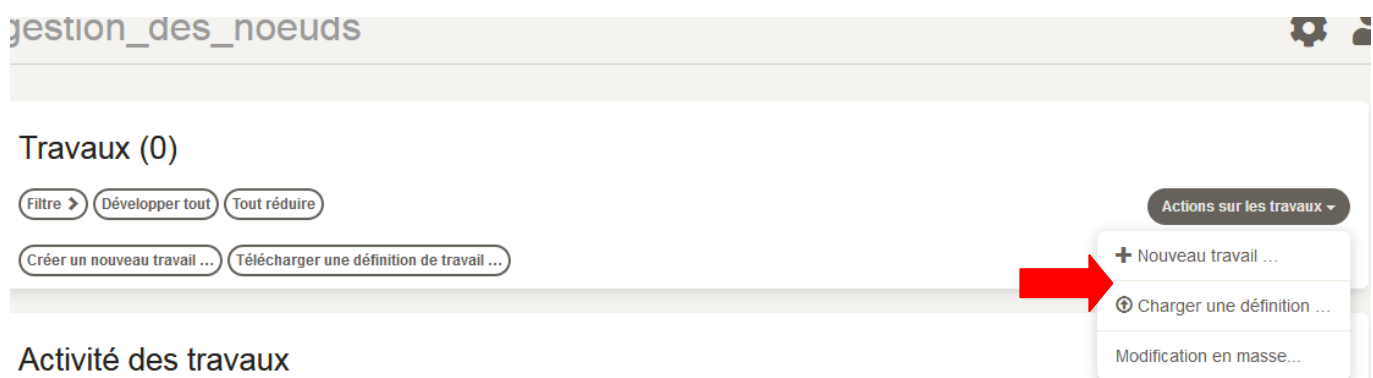 gestion_des_noeuds
Travaux (0)
Filtre Développer tout Tout réduire
Actions sur les travaux
Créer un nouveau travail ... Télécharger une définition de travail ...
Nouveau travail ...
Charger une définition ...
Activité des travaux
Modification en masse...